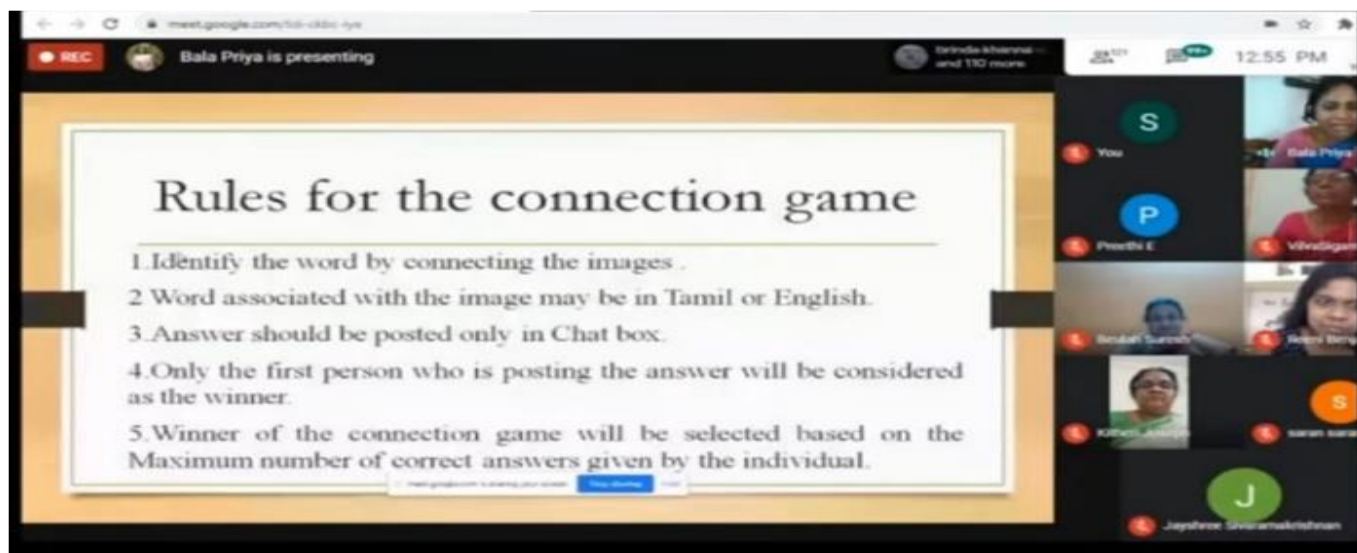 REC
Bala Priya is presenting
and 110 more
12:55 PM
S
You
Bala Priya
P
Preethi E
Rules for the connection game
1.Identify the word by connecting the images .
2 Word associated with the image may be in Tamil or English.
3.Answer should be posted only in Chat box.
4.Only the first person who is posting the answer will be considered
as the winner.
5.Winner of the connection game will be selected based on the
Maximum number of correct answers given by the individual.
Beulah Suresh
S
J
Jayshree Sivaramakrishnan